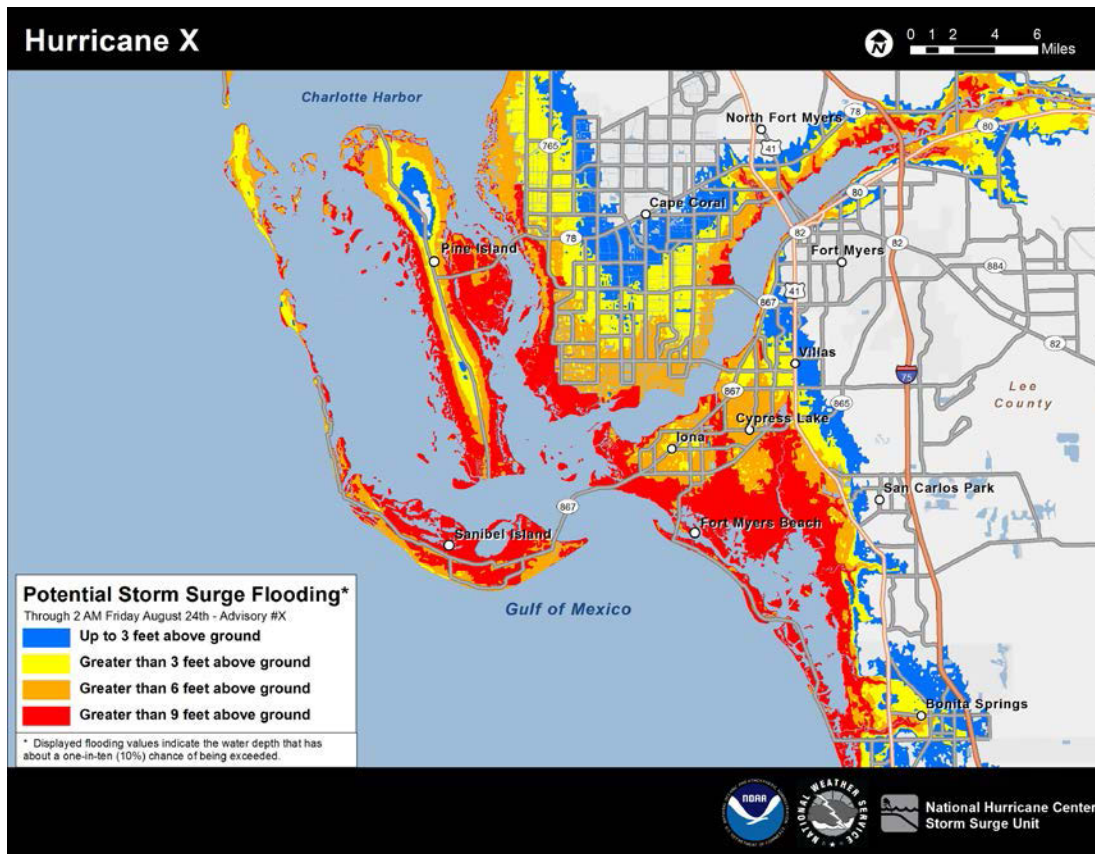 Hurricane X
N
0 1 2 4 6
Miles
Charlotte Harbor
North Fort Myers
78
80
41
765
80
Cape Coral
82
Pine Island
78
Fort Myers
82
884
41
867
82
Villas
75
Lee
County
867
865
Cypress Lake
Iona
San Carlos Park
867
Fort Myers Beach
Sanibel Island
Gulf of Mexico
Bonita Springs
Potential Storm Surge Flooding*
Through 2 AM Friday August 24th - Advisory #X
Up to 3 feet above ground
Greater than 3 feet above ground
Greater than 6 feet above ground
Greater than 9 feet above ground
* Displayed flooding values indicate the water depth that has
about a one-in-ten (10%) chance of being exceeded.
NOAA
NATIONAL WEATHER SERVICE
National Hurricane Center
Storm Surge Unit